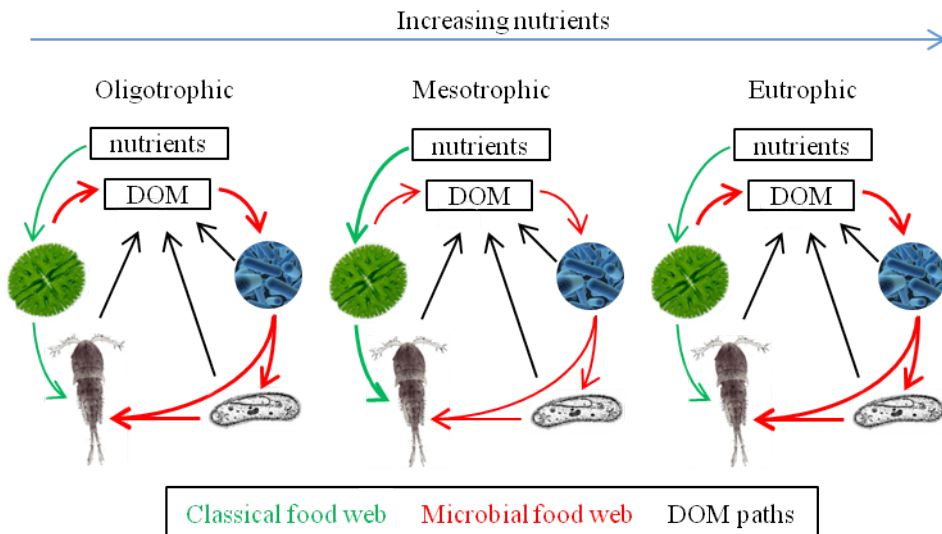 Increasing nutrients
Oligotrophic Mesotrophic Eutrophic
nutrients nutrients nutrients
DOM DOM DOM
Classical food web Microbial food web DOM paths